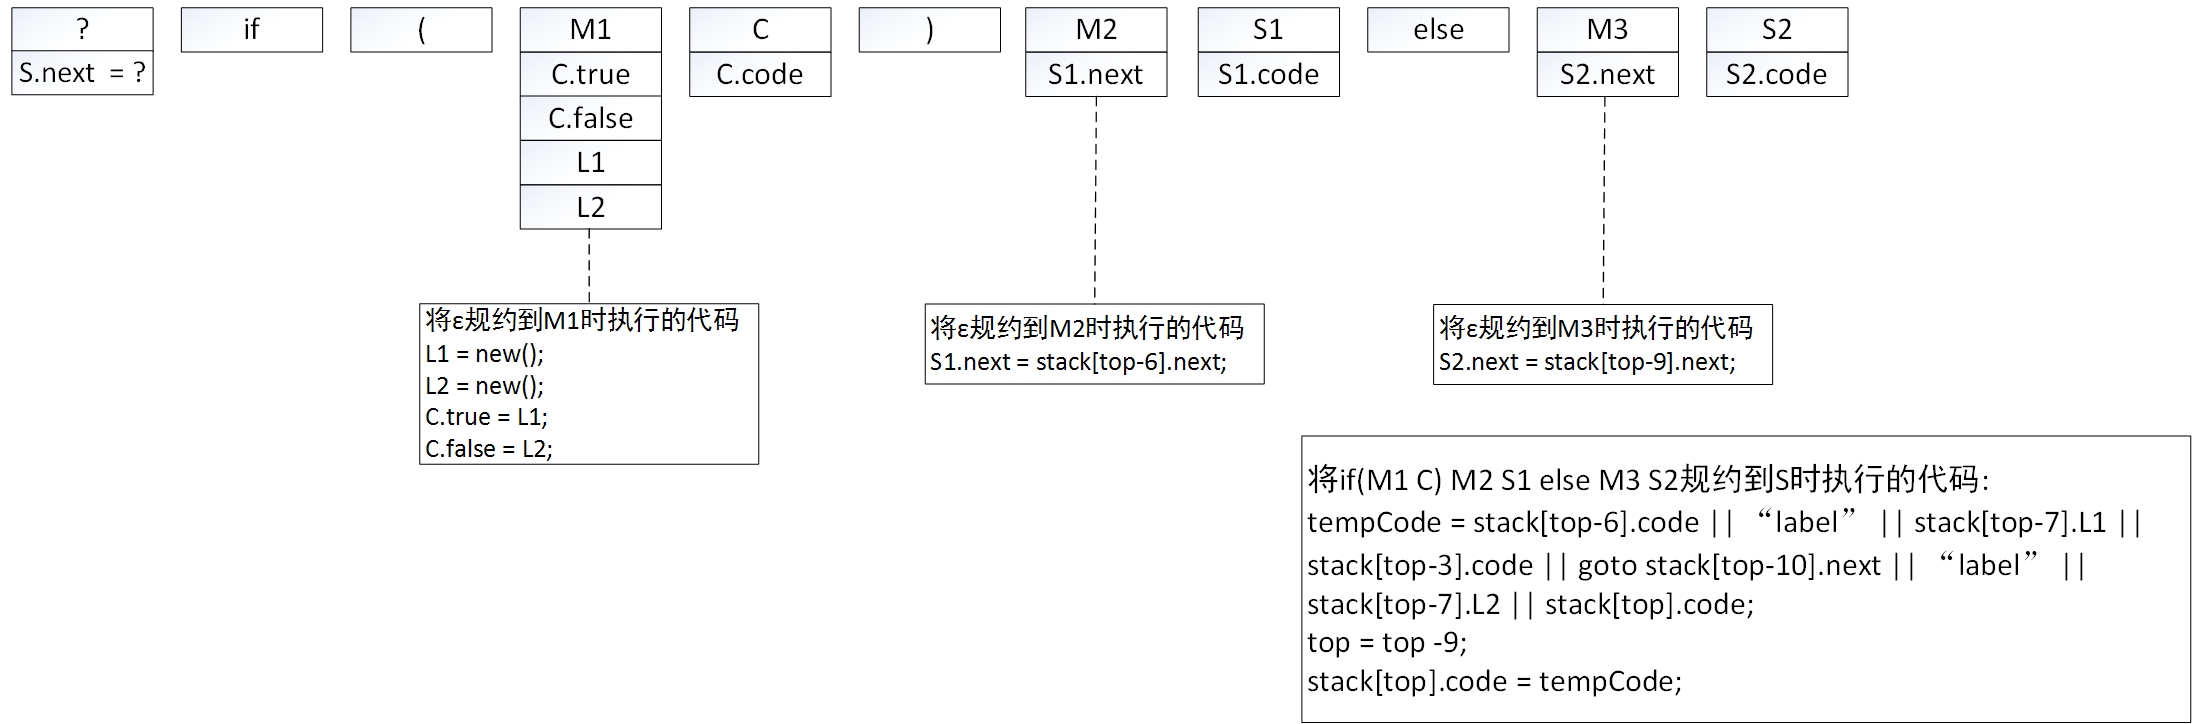 ? if ( M1 C ) M2 S1 else M3 S2
S.next = ? C.true C.code S1.next S1.code S2.next S2.code
C.false
L1
L2
将ε规约到M1时执行的代码
L1 = new();
L2 = new();
C.true = L1;
C.false = L2;
将ε规约到M2时执行的代码
S1.next = stack[top-6].next;
将ε规约到M3时执行的代码
S2.next = stack[top-9].next;
将if(M1 C) M2 S1 else M3 S2规约到S时执行的代码:
tempCode = stack[top-6].code || “label” || stack[top-7].L1 ||
stack[top-3].code || goto stack[top-10].next || “label” ||
stack[top-7].L2 || stack[top].code;
top = top -9;
stack[top].code = tempCode;